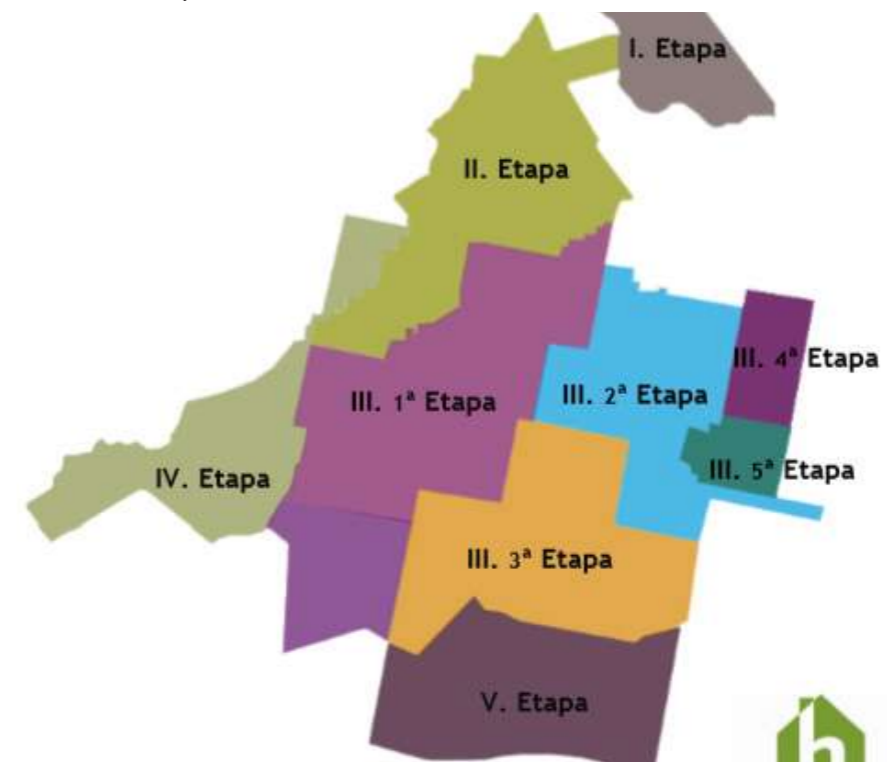 I. Etapa
II. Etapa
III. 4ª Etapa
III. 1ª Etapa
III. 2ª Etapa
III. 5ª Etapa
IV. Etapa
III. 3ª Etapa
V. Etapa
h